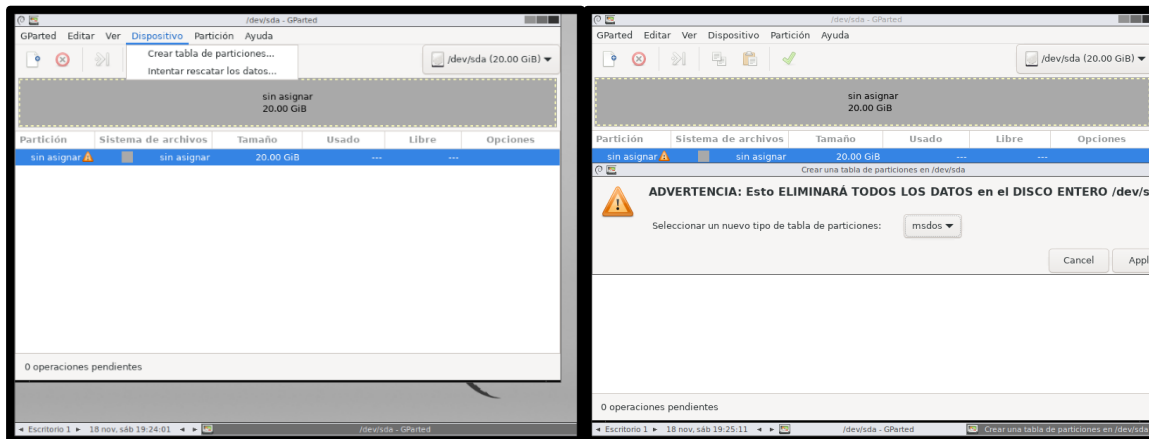 /dev/sda - GParted
GParted Editar Ver Dispositivo Partición Ayuda
Crear tabla de particiones...
Intentar rescatar los datos...
/dev/sda (20.00 GiB)
sin asignar
20.00 GiB
Partición Sistema de archivos Tamaño Usado Libre Opciones
sin asignar sin asignar 20.00 GiB --- ---
0 operaciones pendientes
Escritorio 1 18 nov, sáb 19:24:01 /dev/sda - GParted
/dev/sda - GParted
GParted Editar Ver Dispositivo Partición Ayuda
/dev/sda (20.00 GiB)
sin asignar
20.00 GiB
Partición Sistema de archivos Tamaño Usado Libre Opciones
sin asignar sin asignar 20.00 GiB --- ---
Crear una tabla de particiones en /dev/sda
ADVERTENCIA: Esto ELIMINARÁ TODOS LOS DATOS en el DISCO ENTERO /dev/s
Seleccionar un nuevo tipo de tabla de particiones: msdos
Cancel Appl
0 operaciones pendientes
Escritorio 1 18 nov, sáb 19:25:11 /dev/sda - GParted Crear una tabla de particiones en /dev/sda